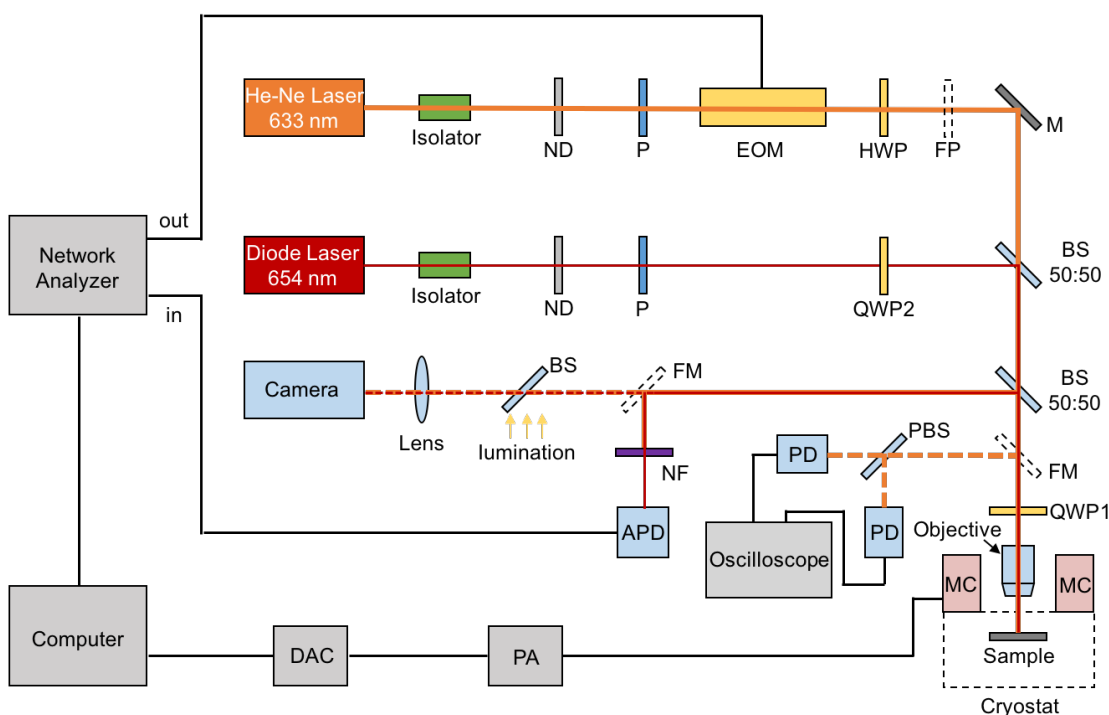 He-Ne Laser
633 nm
Isolator
ND
P
EOM
HWP
FP
M
out
Network
Analyzer
in
Diode Laser
654 nm
Isolator
ND
P
QWP2
BS
50:50
Camera
Lens
BS
Ilumination
FM
NF
APD
BS
50:50
PD
PBS
FM
QWP1
PD
Oscilloscope
Objective
MC
MC
Sample
Cryostat
Computer
DAC
PA